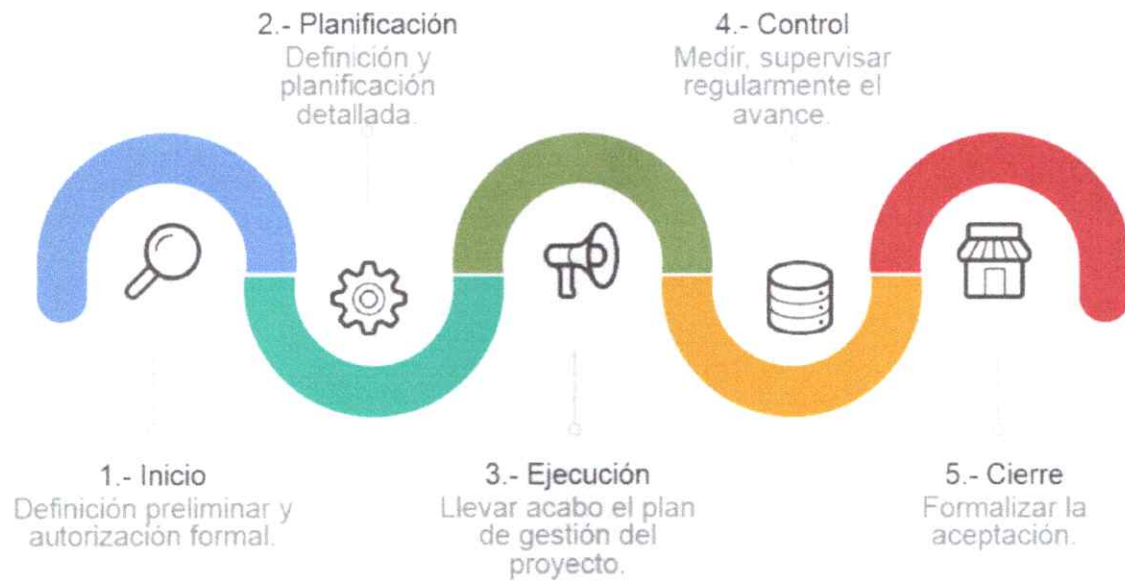 2.- Planificación
Definición y
planificación
detallada.
4.- Control
Medir, supervisar
regularmente el
avance.
1.- Inicio
Definición preliminar y
autorización formal.
3.- Ejecución
Llevar acabo el plan
de gestión del
proyecto.
5.- Cierre
Formalizar la
aceptación.